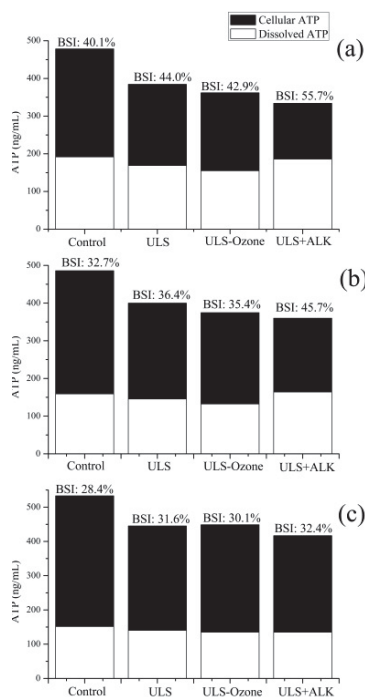 Cellular ATP
Dissolved ATP
(a)
500
400
300
200
100
0
ATP (ng/mL)
BSI: 40.1%
BSI: 44.0%
BSI: 42.9%
BSI: 55.7%
Control ULS ULS-Ozone ULS+ALK
(b)
500
400
300
200
100
0
ATP (ng/mL)
BSI: 32.7%
BSI: 36.4%
BSI: 35.4%
BSI: 45.7%
Control ULS ULS-Ozone ULS+ALK
(c)
500
400
300
200
100
0
ATP (ng/mL)
BSI: 28.4%
BSI: 31.6%
BSI: 30.1%
BSI: 32.4%
Control ULS ULS-Ozone ULS+ALK